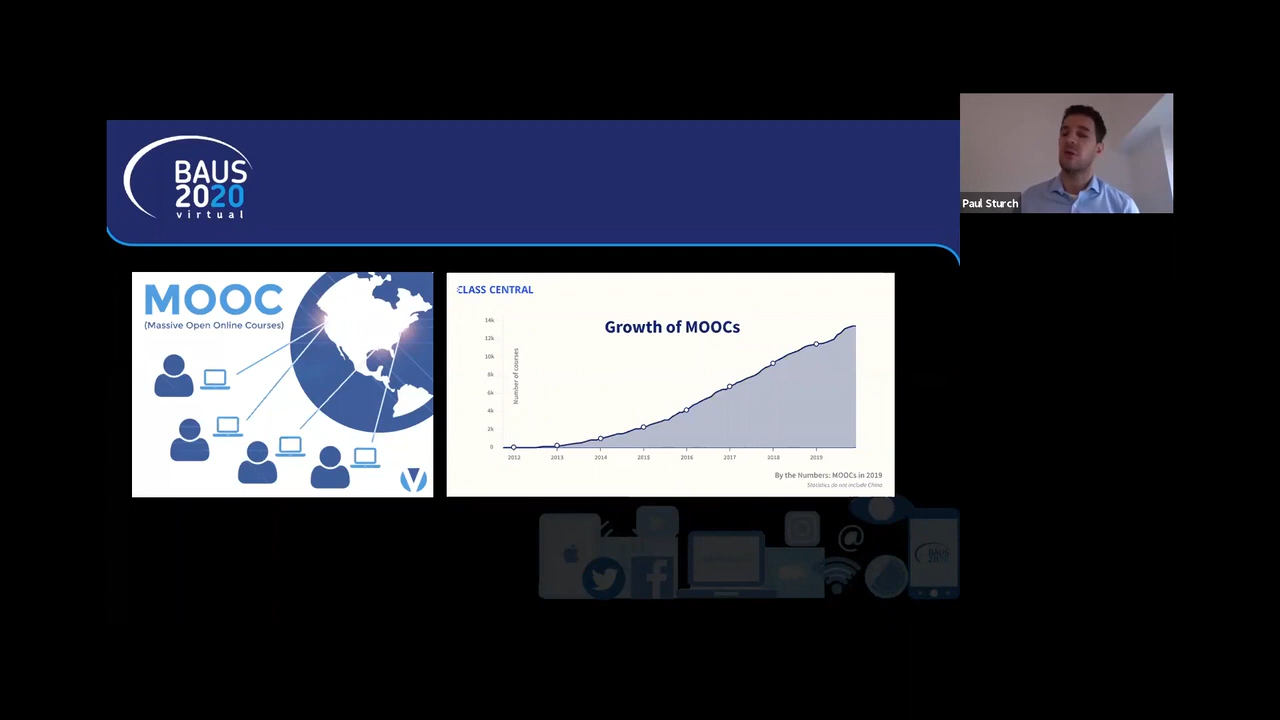 BAUS
2020
virtual
Paul Sturch
MOOC
(Massive Open Online Courses)
CLASS CENTRAL
Growth of MOOCs
Number of courses
14k
12k
10k
8k
6k
4k
2k
0
2012
2013
2014
2015
2016
2017
2018
2019
By the Numbers: MOOCs in 2019
Statistics do not include China
@
BAUS
2020